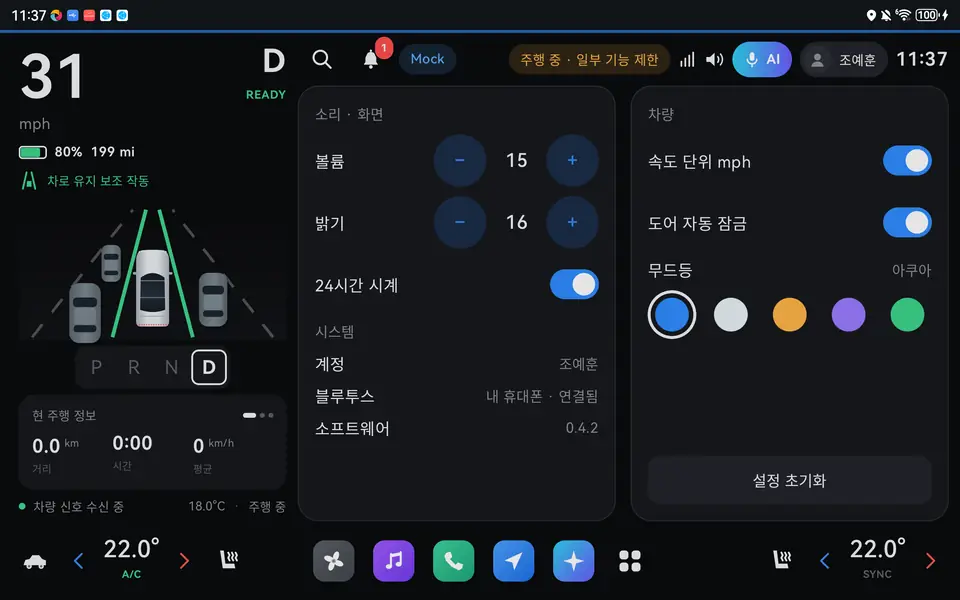 11:37
100
31
D
READY
mph
80% 199 mi
차로 유지 보조 작동
P R N D
현 주행 정보
0.0 km 0:00 0 km/h
거리 시간 평균
차량 신호 수신 중 18.0°C · 주행 중
1
Mock
주행 중 · 일부 기능 제한
AI
조예훈
11:37
소리 · 화면
볼륨 − 15 +
밝기 − 16 +
24시간 시계
시스템
계정 조예훈
블루투스 내 휴대폰 · 연결됨
소프트웨어 0.4.2
차량
속도 단위 mph
도어 자동 잠금
무드등 아쿠아
설정 초기화
22.0°
A/C
22.0°
SYNC